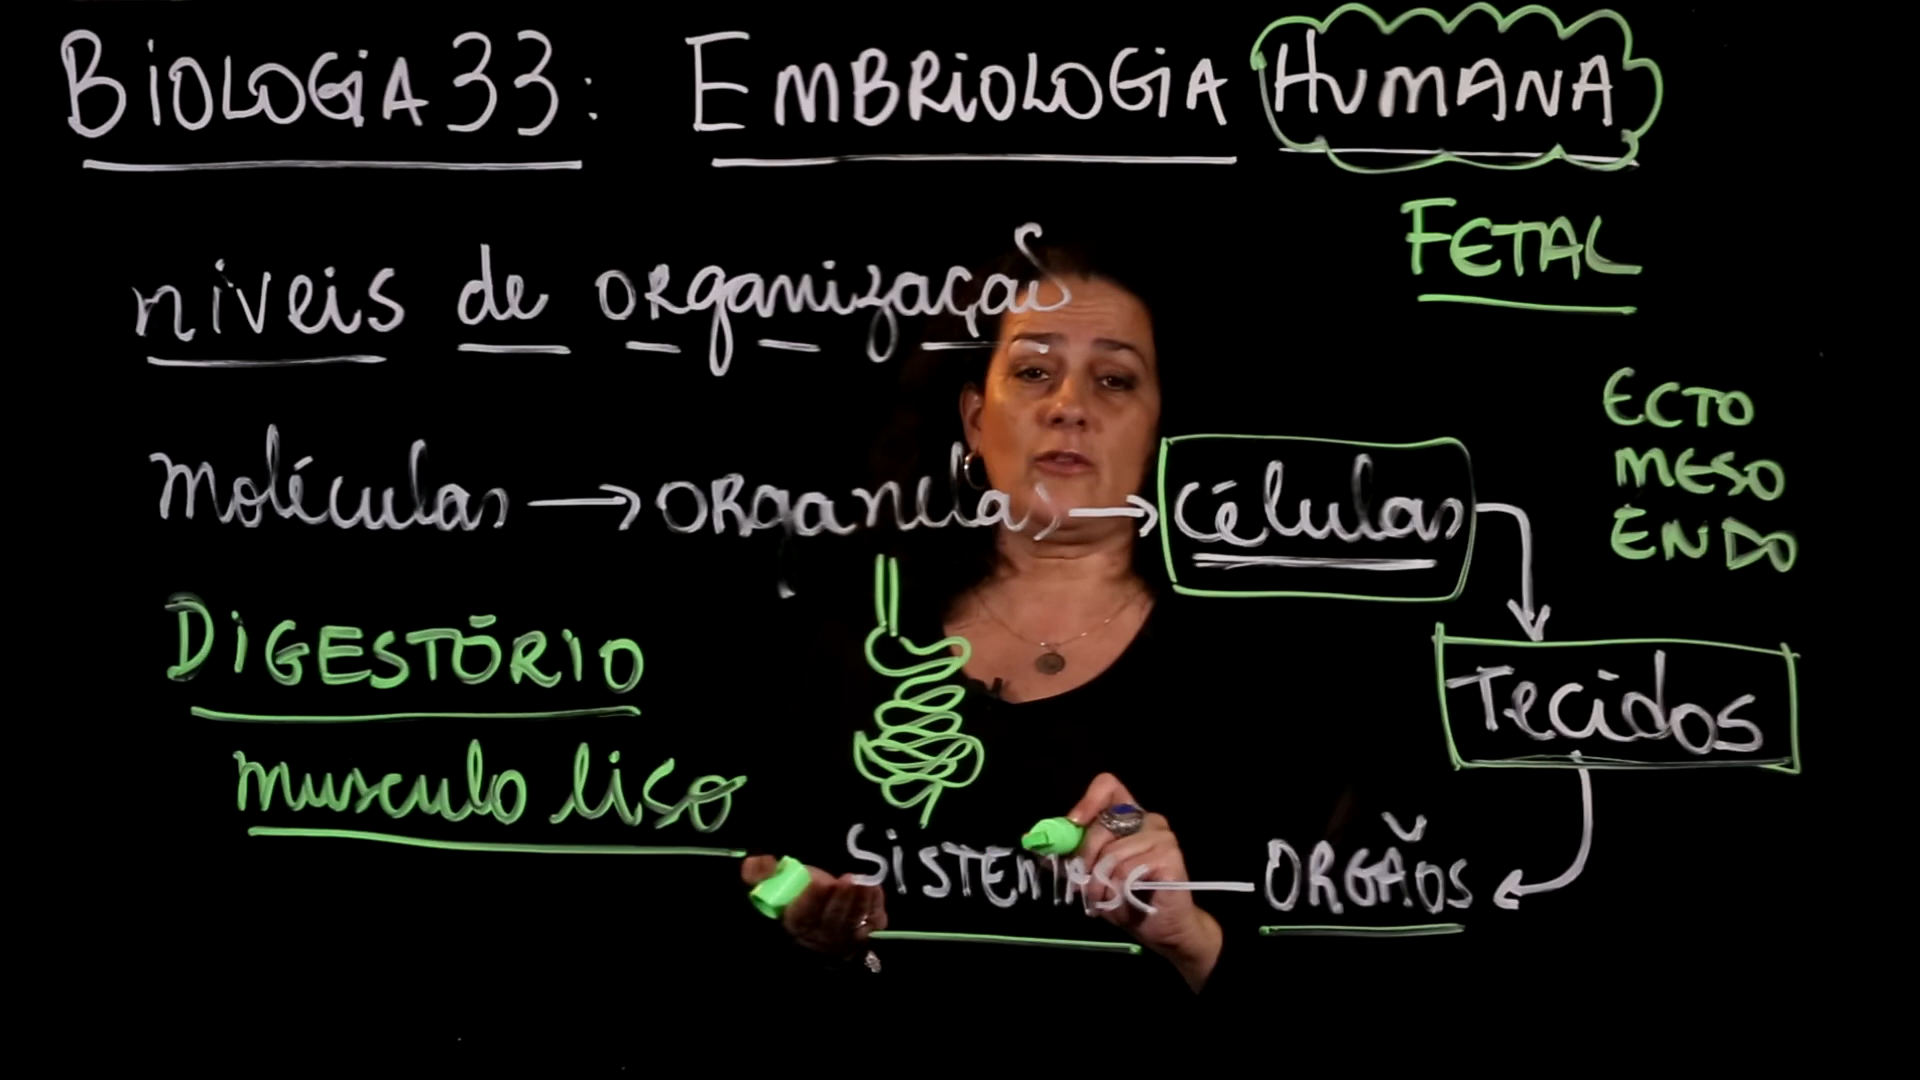 BIOLOGIA 33: EMBRIOLOGIA HUMANA
FETAL
níveis de ORganização
ECTO
MESO
ENDO
moléculas → ORganelas → células
DIGESTÓRIO
Tecidos
musculo liso
SISTEMAS ← ORGÃOS